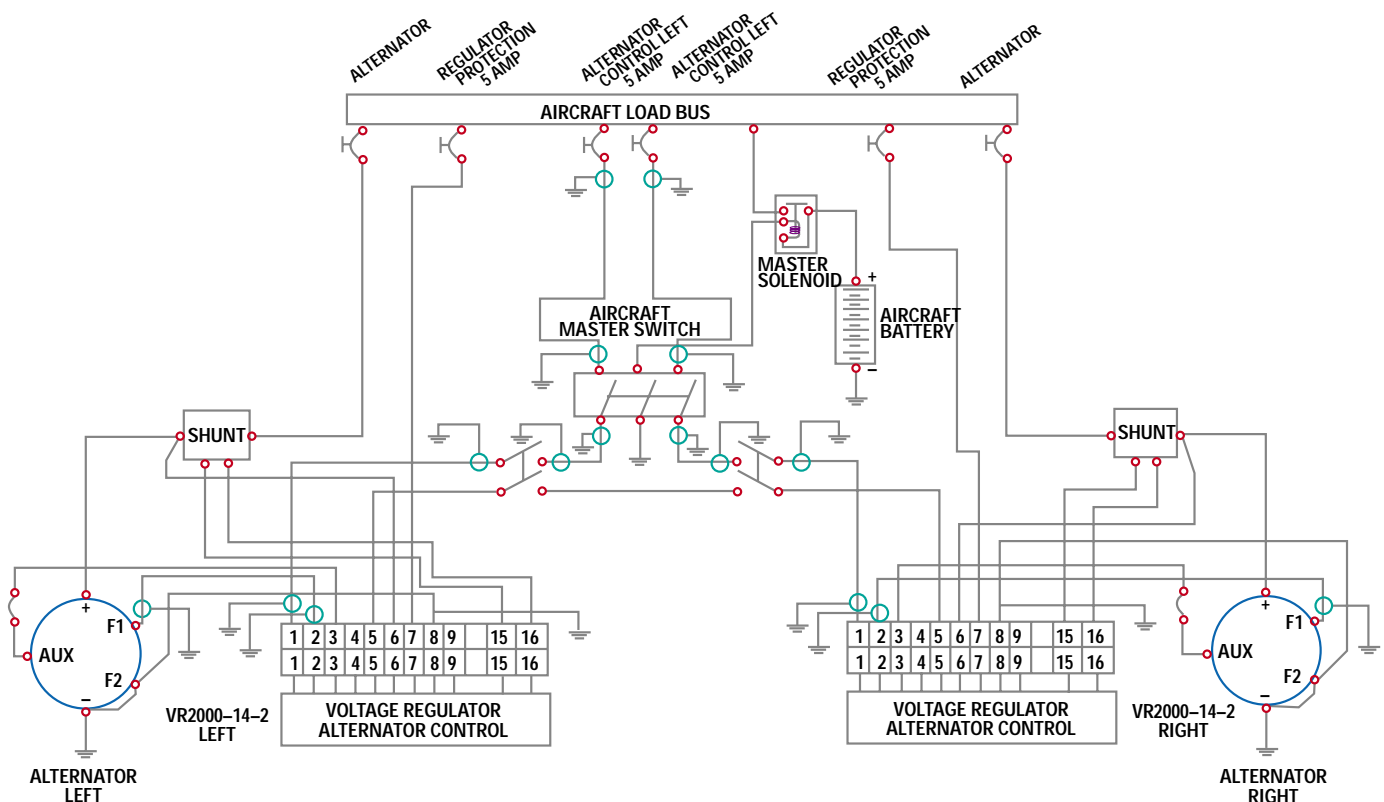 ALTERNATOR
REGULATOR
PROTECTION
5 AMP
ALTERNATOR
CONTROL LEFT
5 AMP
ALTERNATOR
CONTROL LEFT
5 AMP
REGULATOR
PROTECTION
5 AMP
ALTERNATOR
AIRCRAFT LOAD BUS
MASTER
SOLENOID
+
AIRCRAFT
BATTERY
–
AIRCRAFT
MASTER SWITCH
SHUNT
SHUNT
+
F1
AUX
F2
–
1 2 3 4 5 6 7 8 9 15 16
1 2 3 4 5 6 7 8 9 15 16
VOLTAGE REGULATOR
ALTERNATOR CONTROL
VR2000–14–2
LEFT
ALTERNATOR
LEFT
1 2 3 4 5 6 7 8 9 15 16
1 2 3 4 5 6 7 8 9 15 16
VOLTAGE REGULATOR
ALTERNATOR CONTROL
+
F1
AUX
F2
–
VR2000–14–2
RIGHT
ALTERNATOR
RIGHT